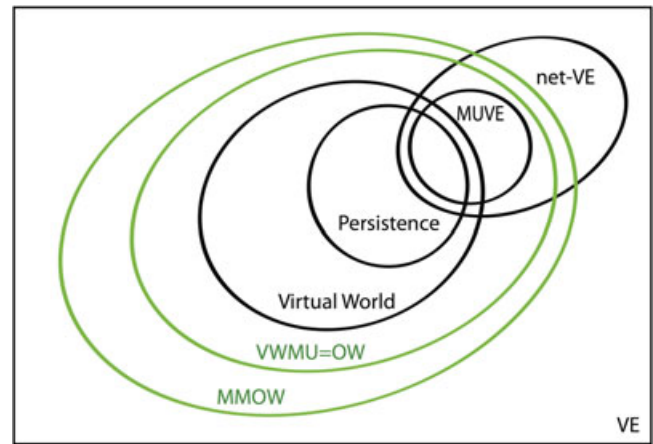 net-VE
MUVE
Persistence
Virtual World
VWMU=OW
MMOW
VE